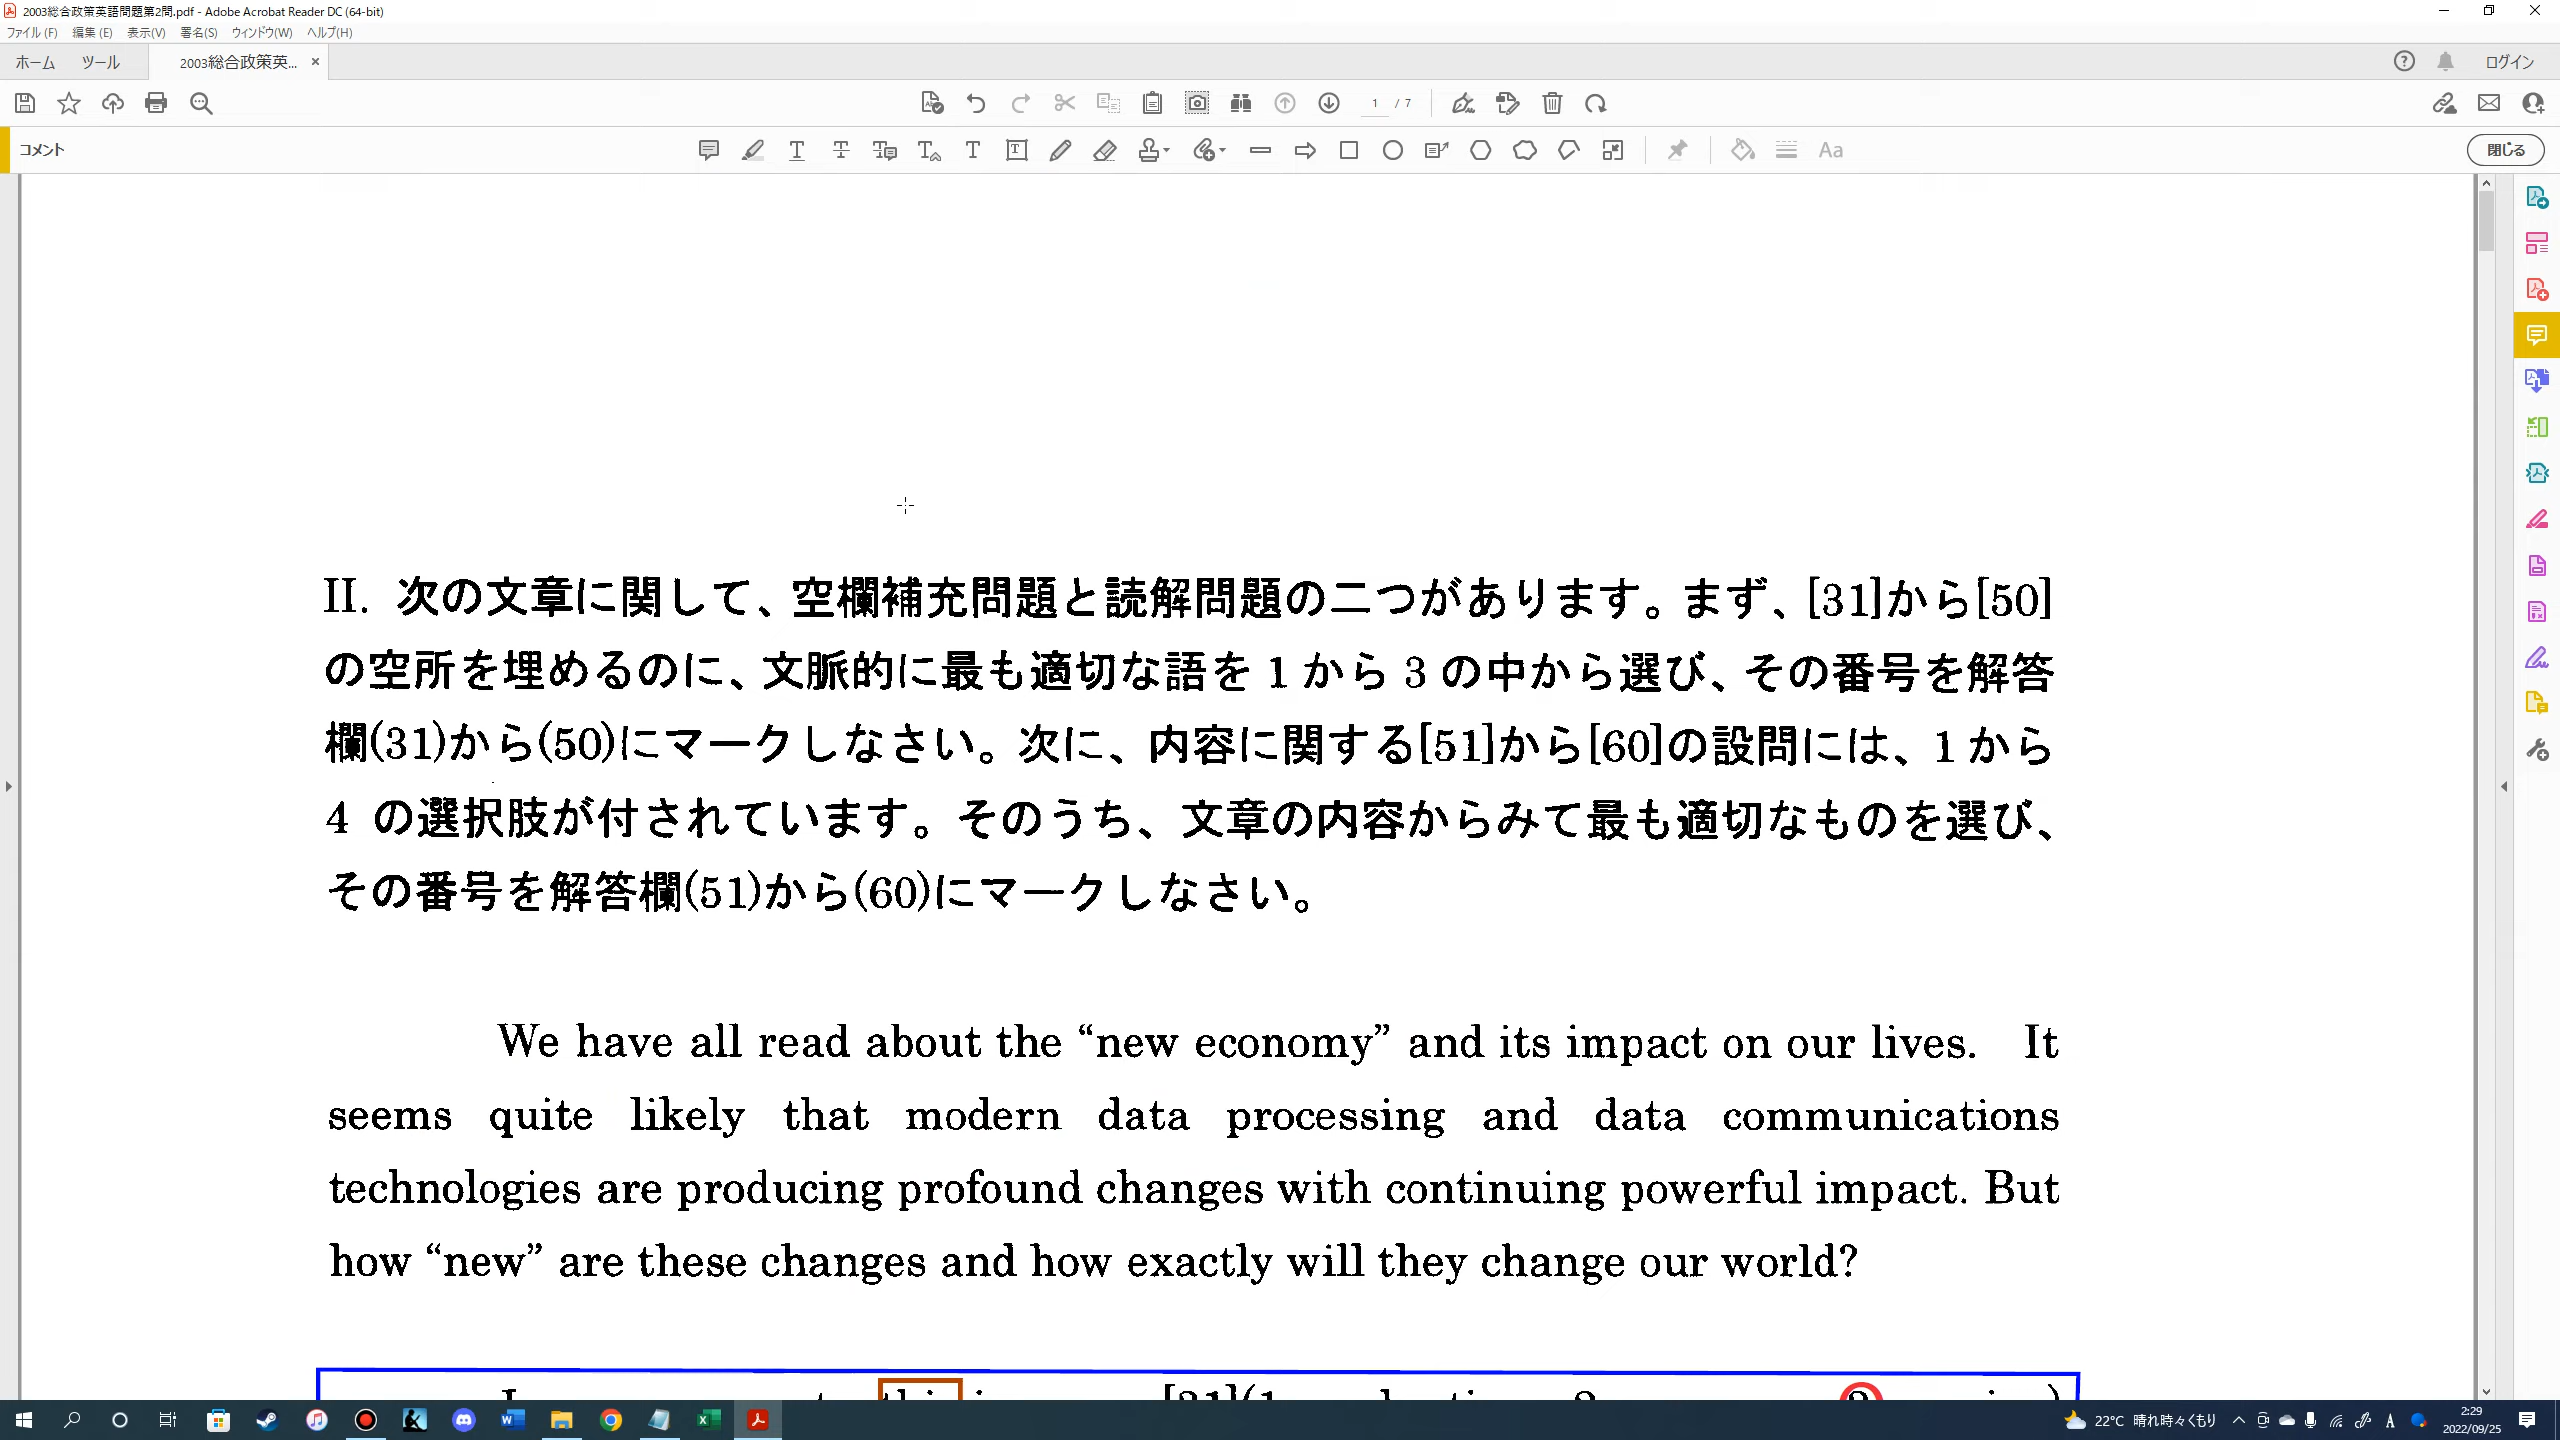 2003総合政策英語問題第2問.pdf - Adobe Acrobat Reader DC (64-bit)
ファイル(F) 編集(E) 表示(V) 署名(S) ウィンドウ(W) ヘルプ(H)
ホーム ツール 2003総合政策英... × ログイン
1 / 7
コメント Aa 閉じる
II. 次の文章に関して、空欄補充問題と読解問題の二つがあります。まず、[31]から[50]
の空所を埋めるのに、文脈的に最も適切な語を1から3の中から選び、その番号を解答
欄(31)から(50)にマークしなさい。次に、内容に関する[51]から[60]の設問には、1から
4 の選択肢が付されています。そのうち、文章の内容からみて最も適切なものを選び、
その番号を解答欄(51)から(60)にマークしなさい。
We have all read about the “new economy” and its impact on our lives. It
seems quite likely that modern data processing and data communications
technologies are producing profound changes with continuing powerful impact. But
how “new” are these changes and how exactly will they change our world?
22°C 晴れ時々くもり A 2:29
2022/09/25